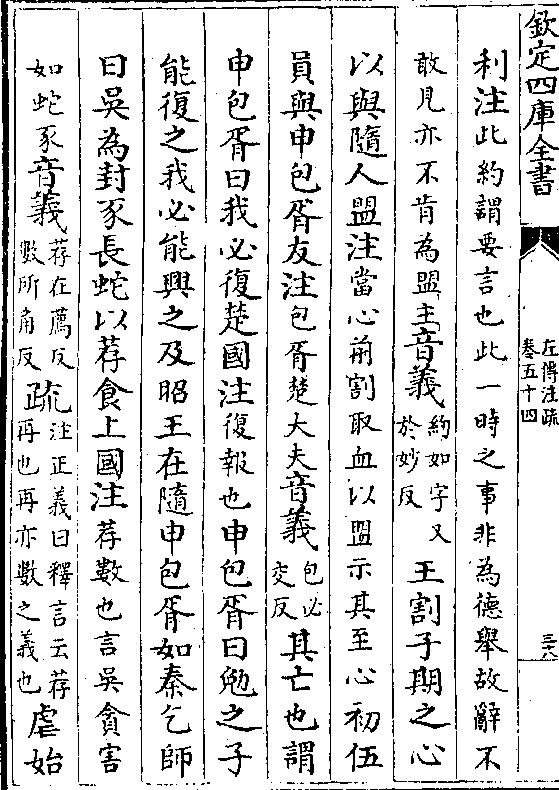 欽定四庫全書
左傳注疏
卷五十四
三六
利注此約謂要言也此一時之事非為德舉故辭不
敢見亦不肯為盟主音義約如字又於妙反王割子期之心
以與隨人盟注當心前割取血以盟示其至心初伍
員與申包胥友注包胥楚大夫音義包必交反其亡也謂
申包胥曰我必復楚國注復報也申包胥曰勉之子
能復之我必能興之及昭王在隨申包胥如秦乞師
曰吳為封豕長蛇以荐食上國注荐數也言吳貪害
如蛇豕音義荐在薦反數所角反疏注正義曰釋言云荐再也再亦數之義也虐始